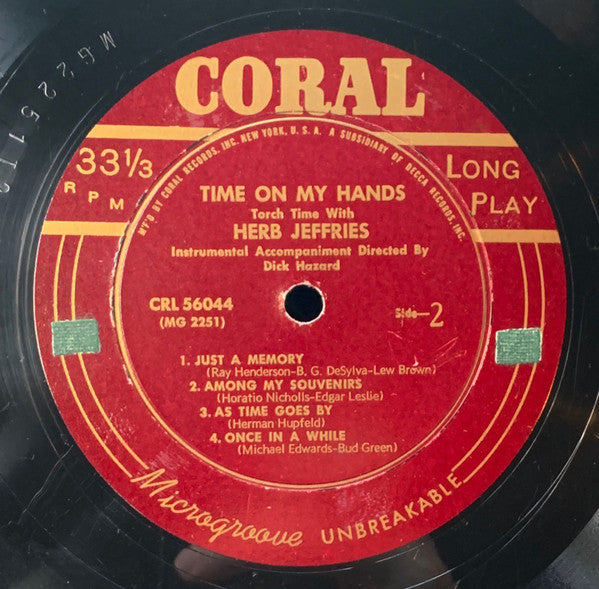 MG2251T2
CORAL
33⅓
RPM
LONG
PLAY
M'F'D BY CORAL RECORDS, INC. NEW YORK, U. S. A. A SUBSIDIARY OF DECCA RECORDS, INC.
TIME ON MY HANDS
Torch Time With
HERB JEFFRIES
Instrumental Accompaniment Directed By
Dick Hazard
CRL 56044
(MG 2251)
Side—2
1. JUST A MEMORY
(Ray Henderson-B. G. DeSylva-Lew Brown)
2. AMONG MY SOUVENIRS
(Horatio Nicholls-Edgar Leslie)
3. AS TIME GOES BY
(Herman Hupfeld)
4. ONCE IN A WHILE
(Michael Edwards-Bud Green)
Microgroove UNBREAKABLE